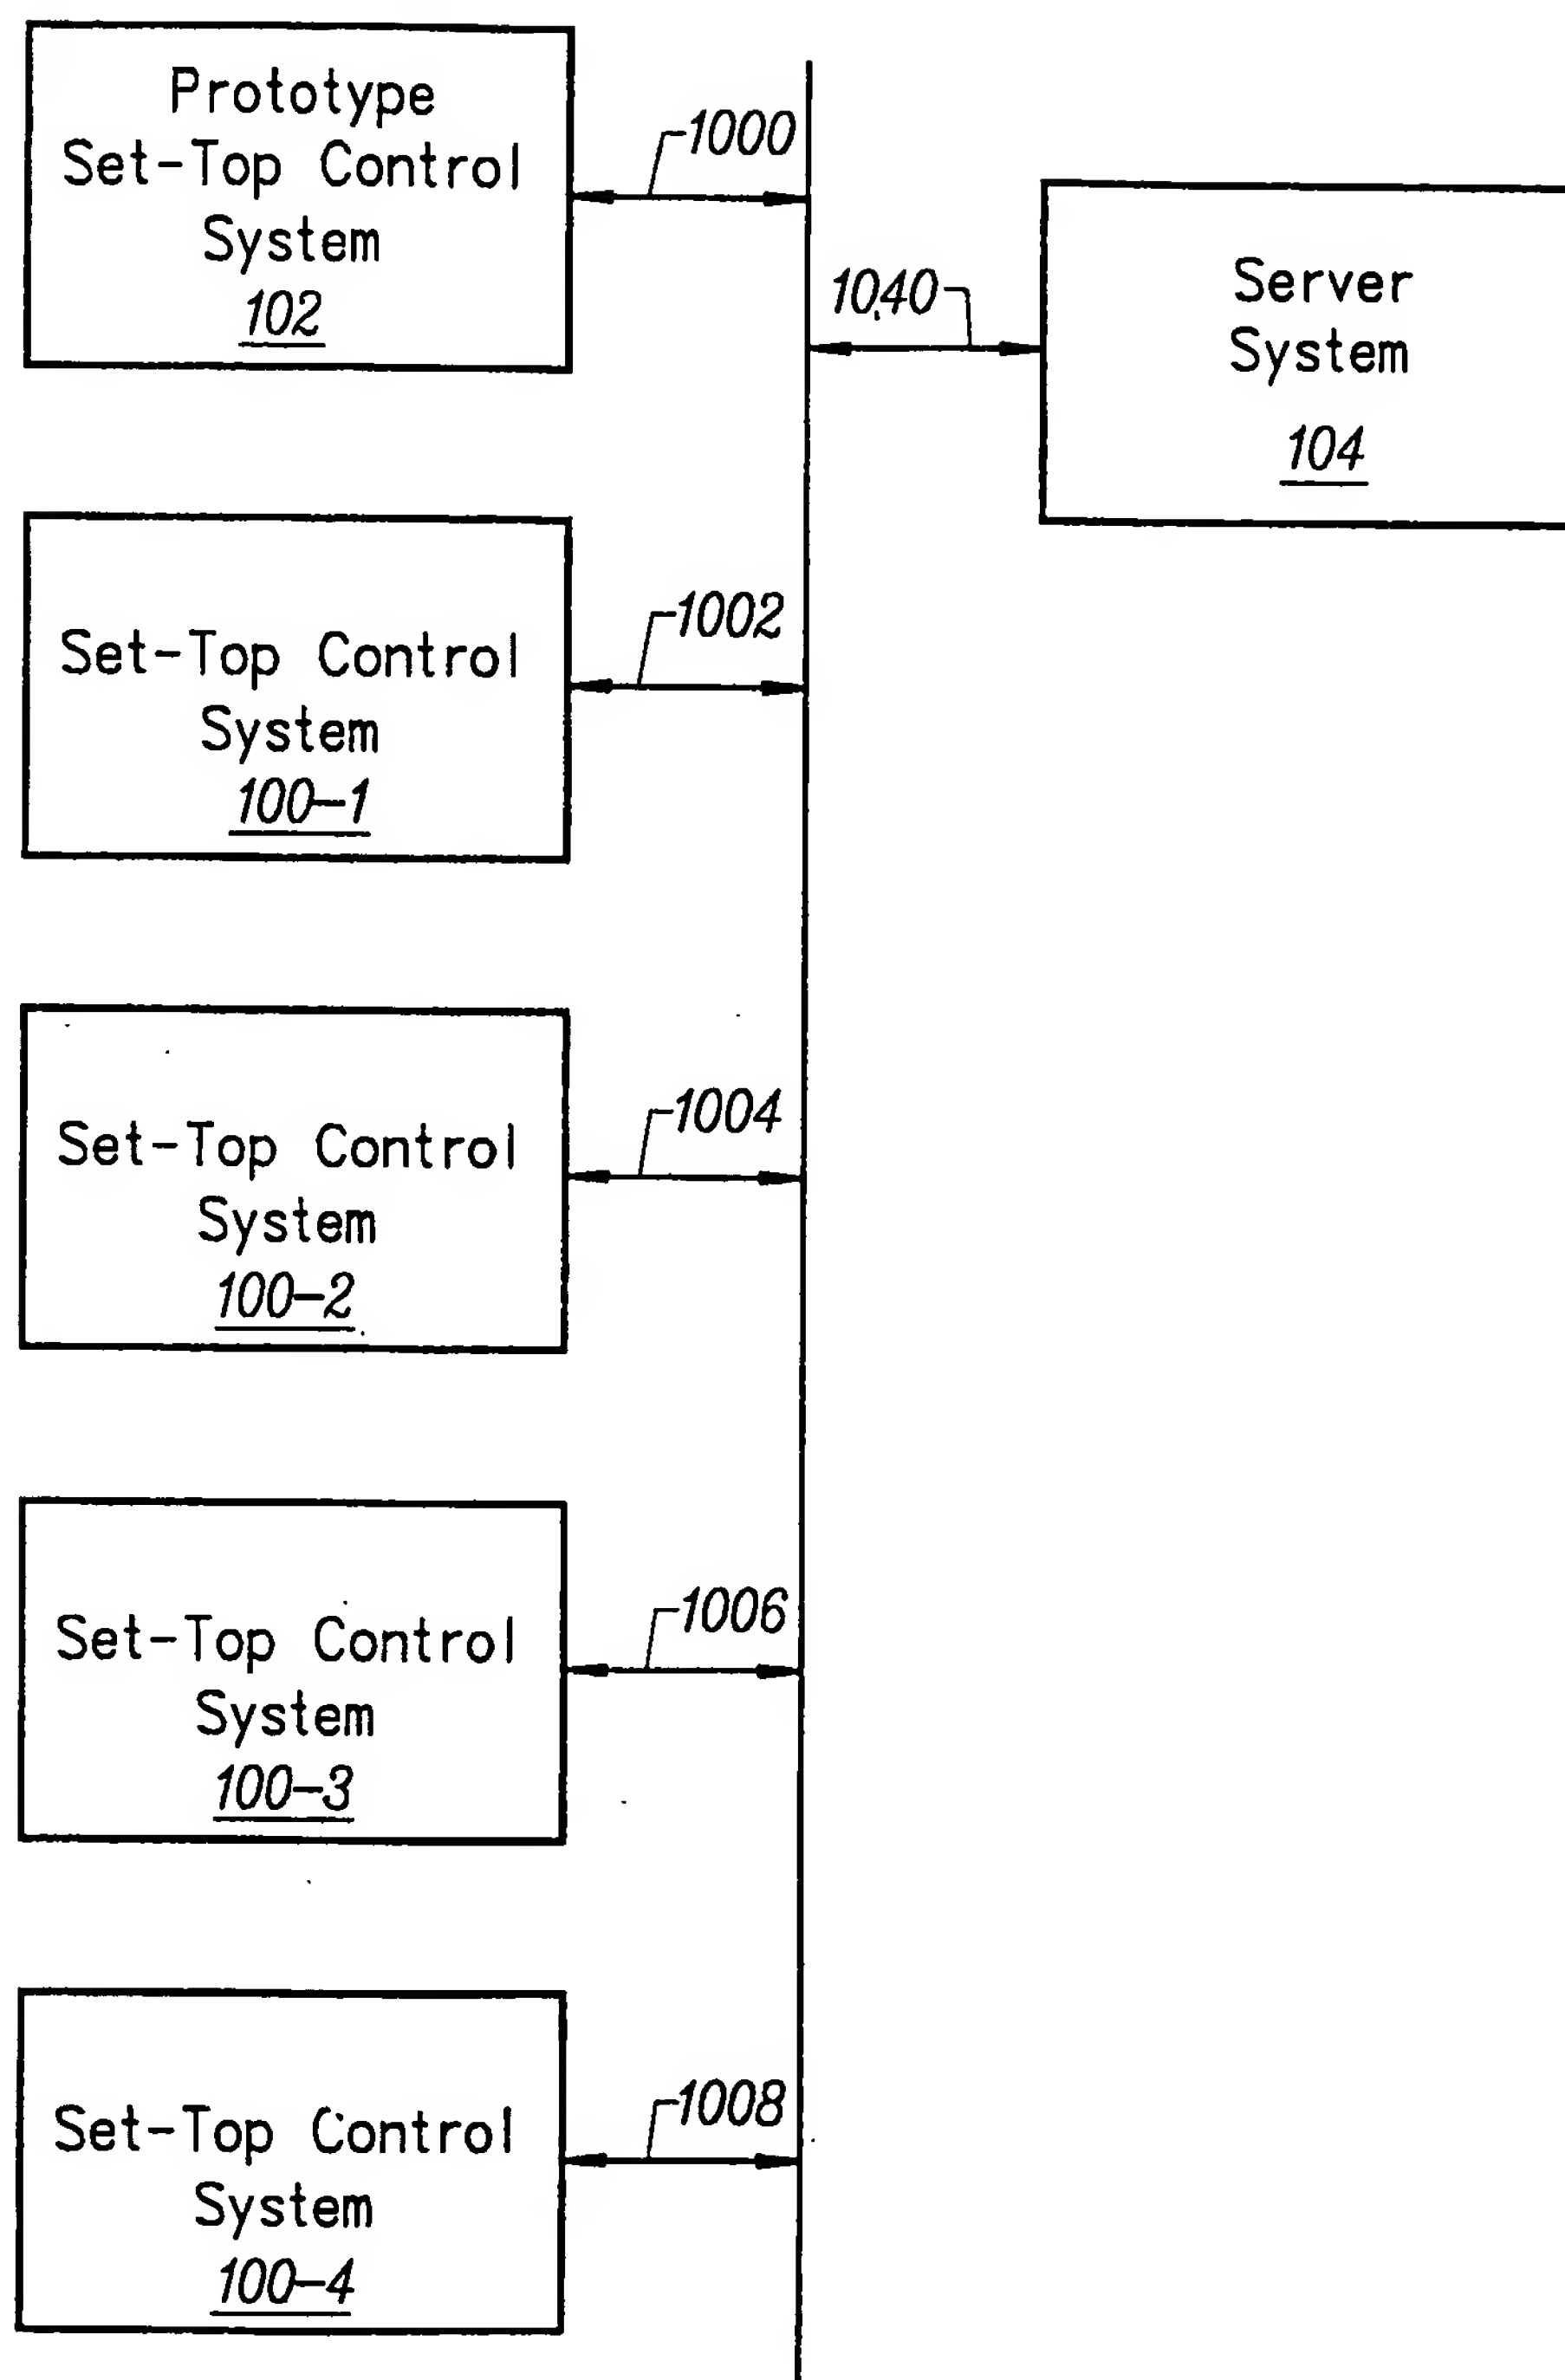 Prototype
Set-Top Control
System
102
1000
1040
Server
System
104
Set-Top Control
System
100-1
1002
Set-Top Control
System
100-2
1004
Set-Top Control
System
100-3
1006
Set-Top Control
System
100-4
1008